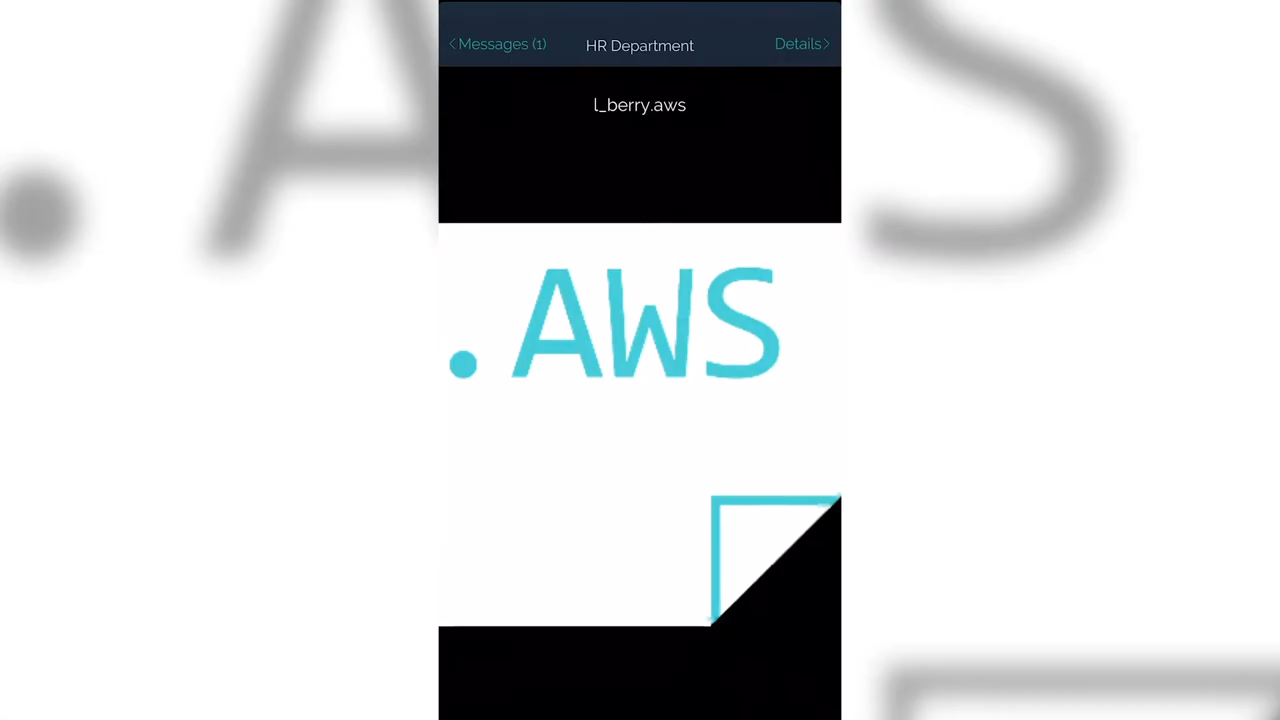 Messages (1)
HR Department
Details
l_berry.aws
.AWS